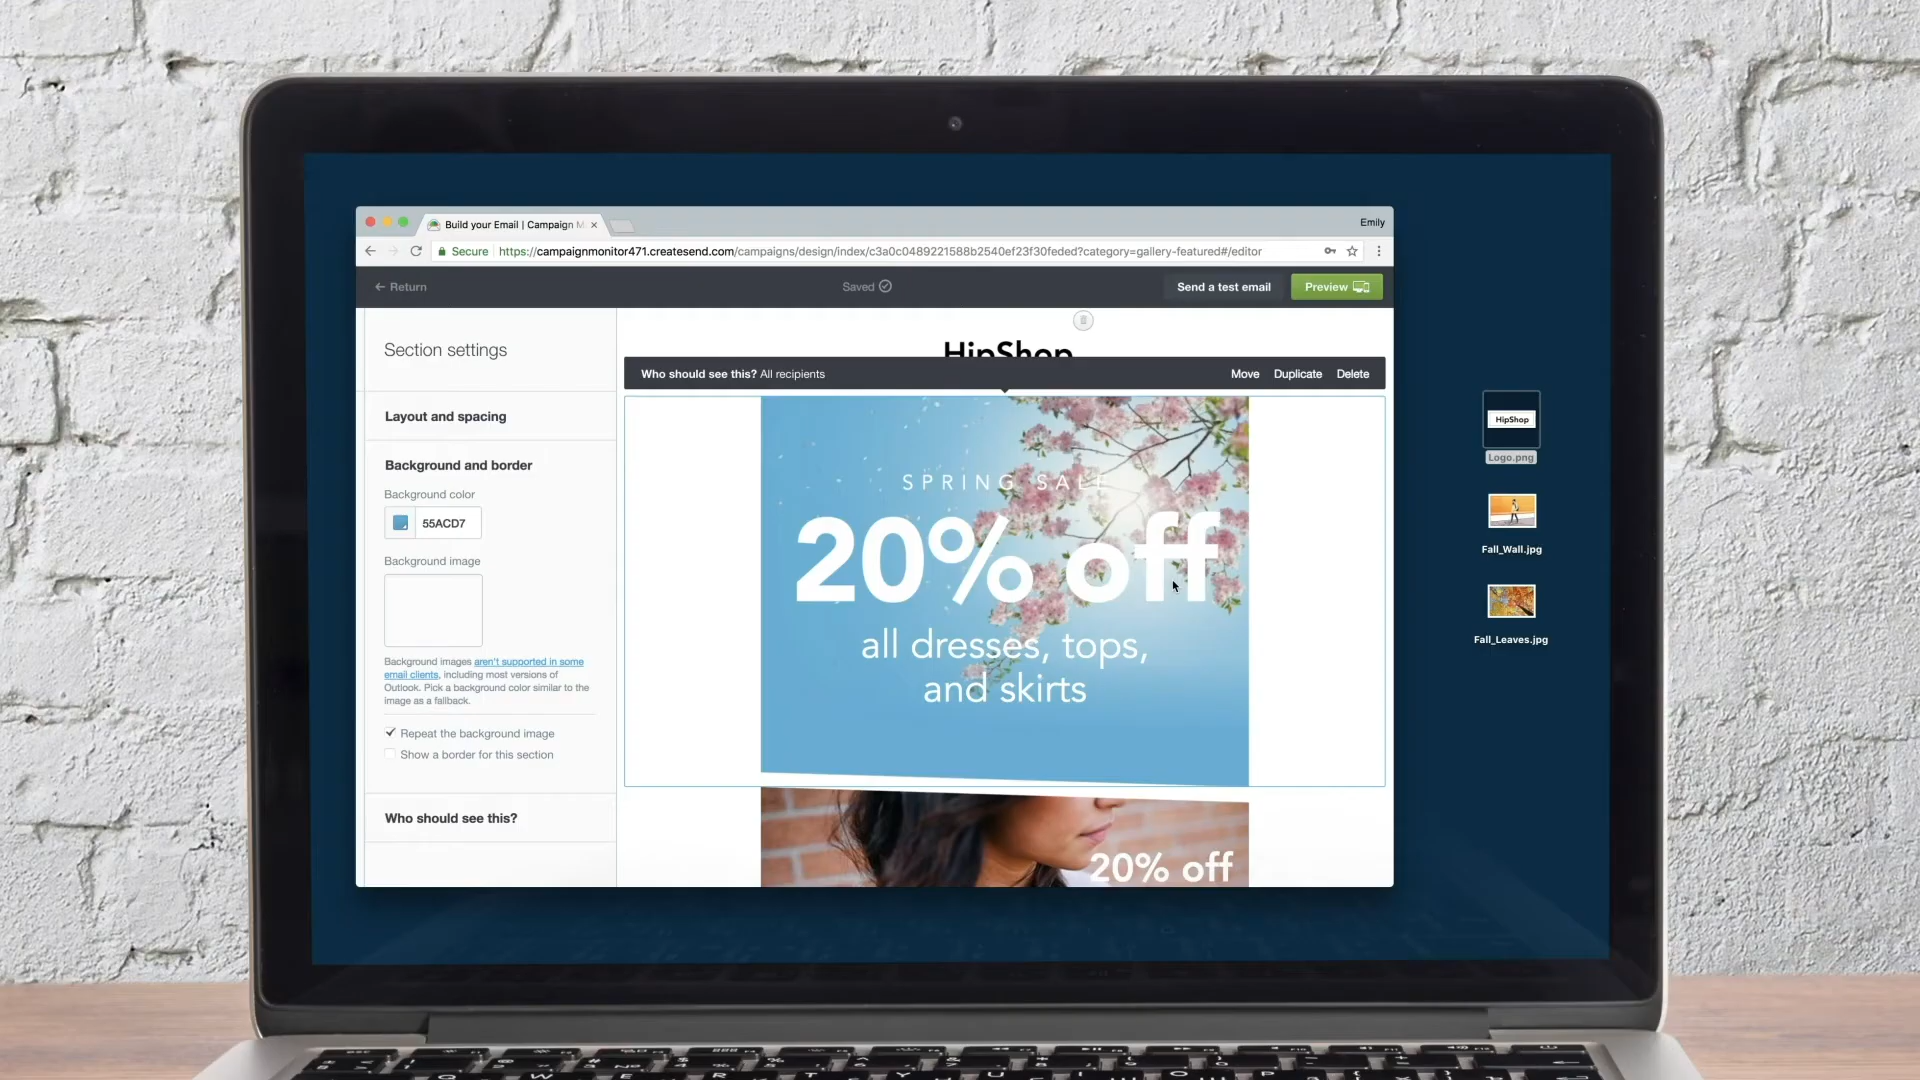 Build your Email | Campaign M
Emily
Secure
https://campaignmonitor471.createsend.com/campaigns/design/index/c3a0c0489221588b2540ef23f30feded?category=gallery-featured#/editor
Return
Saved
Send a test email
Preview
Section settings
HipShop
Who should see this? All recipients
Move
Duplicate
Delete
Layout and spacing
Background and border
Background color
55ACD7
Background image
Background images aren't supported in some
email clients, including most versions of
Outlook. Pick a background color similar to the
image as a fallback.
Repeat the background image
Show a border for this section
Who should see this?
SPRING SALE
20% off
all dresses, tops,
and skirts
20% off
HipShop
Logo.png
Fall_Wall.jpg
Fall_Leaves.jpg